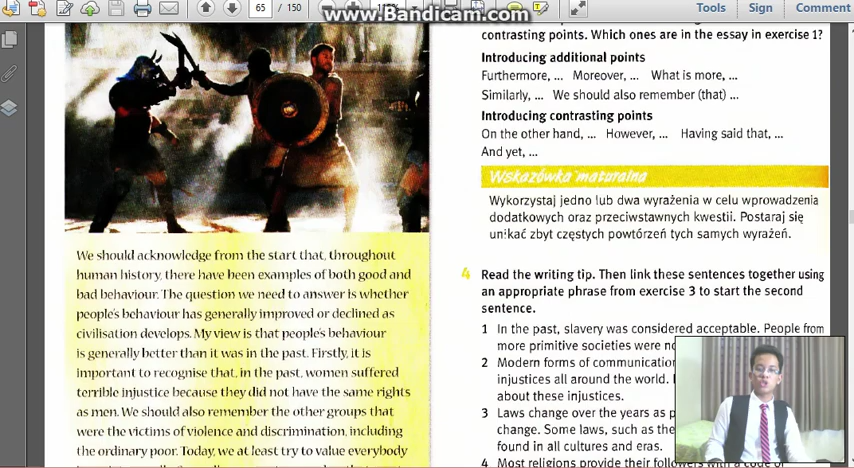 65 / 150
www.Bandicam.com
Tools Sign Comment
contrasting points. Which ones are in the essay in exercise 1?
Introducing additional points
Furthermore, ... Moreover, ... What is more, ...
Similarly, ... We should also remember (that) ...
Introducing contrasting points
On the other hand, ... However, ... Having said that, ...
And yet, ...
Wskazówka maturalna
Wykorzystaj jedno lub dwa wyrażenia w celu wprowadzenia
dodatkowych oraz przeciwstawnych kwestii. Postaraj się
unikać zbyt częstych powtórzeń tych samych wyrażeń.
We should acknowledge from the start that, throughout
human history, there have been examples of both good and
bad behaviour. The question we need to answer is whether
people's behaviour has generally improved or declined as
civilisation develops. My view is that people's behaviour
is generally better than it was in the past. Firstly, it is
important to recognise that, in the past, women suffered
terrible injustice because they did not have the same rights
as men. We should also remember the other groups that
were the victims of violence and discrimination, including
the ordinary poor. Today, we at least try to value everybody
4 Read the writing tip. Then link these sentences together using
an appropriate phrase from exercise 3 to start the second
sentence.
1 In the past, slavery was considered acceptable. People from
more primitive societies were
2 Modern forms of
injustices all around the world.
about these injustices.
3 Laws change over the years as
change. Some laws, such as the
found in all cultures and eras.
4 Most religions provide their followers with a code of